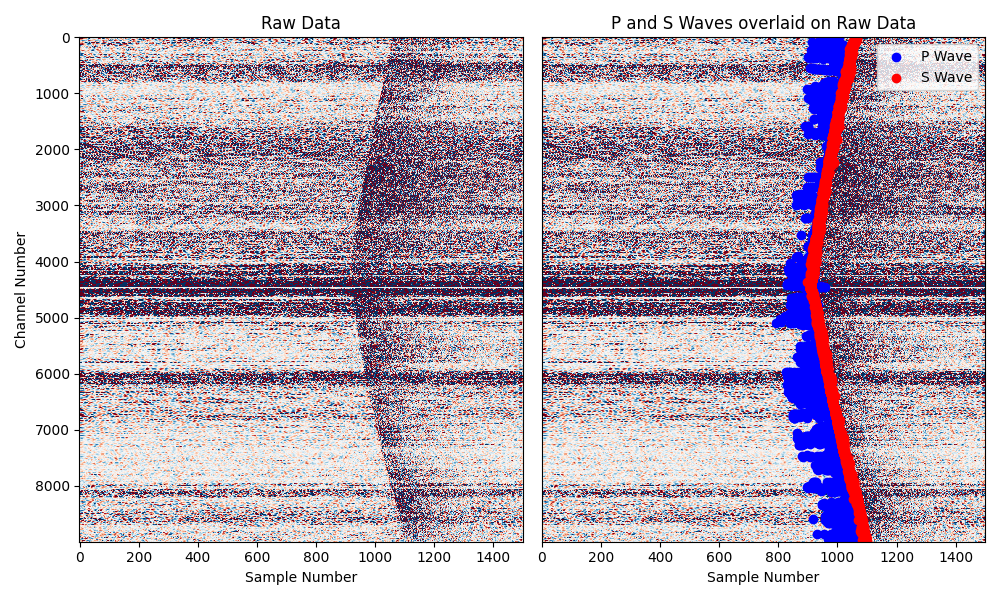 Raw Data
P and S Waves overlaid on Raw Data
0
1000
2000
3000
4000
5000
6000
7000
8000
Channel Number
0 200 400 600 800 1000 1200 1400
Sample Number
P Wave
S Wave
0 200 400 600 800 1000 1200 1400
Sample Number